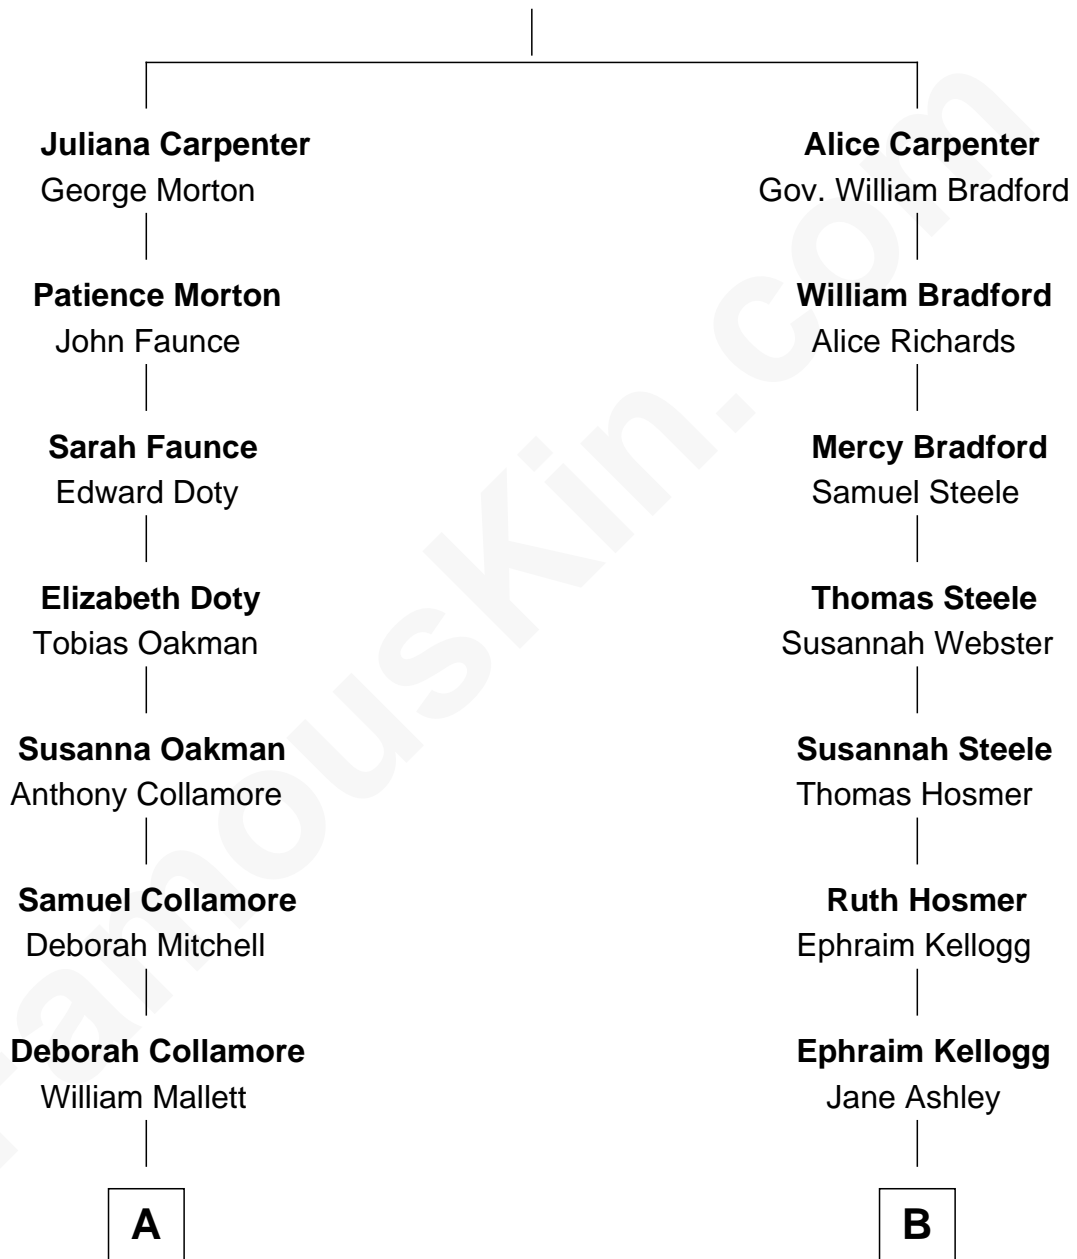 Juliana Carpenter
George Morton
Alice Carpenter
Gov. William Bradford
Patience Morton
John Faunce
William Bradford
Alice Richards
Sarah Faunce
Edward Doty
Mercy Bradford
Samuel Steele
Elizabeth Doty
Tobias Oakman
Thomas Steele
Susannah Webster
Susanna Oakman
Anthony Collamore
Susannah Steele
Thomas Hosmer
Samuel Collamore
Deborah Mitchell
Ruth Hosmer
Ephraim Kellogg
Deborah Collamore
William Mallett
Ephraim Kellogg
Jane Ashley
A
B
FamousKin.com